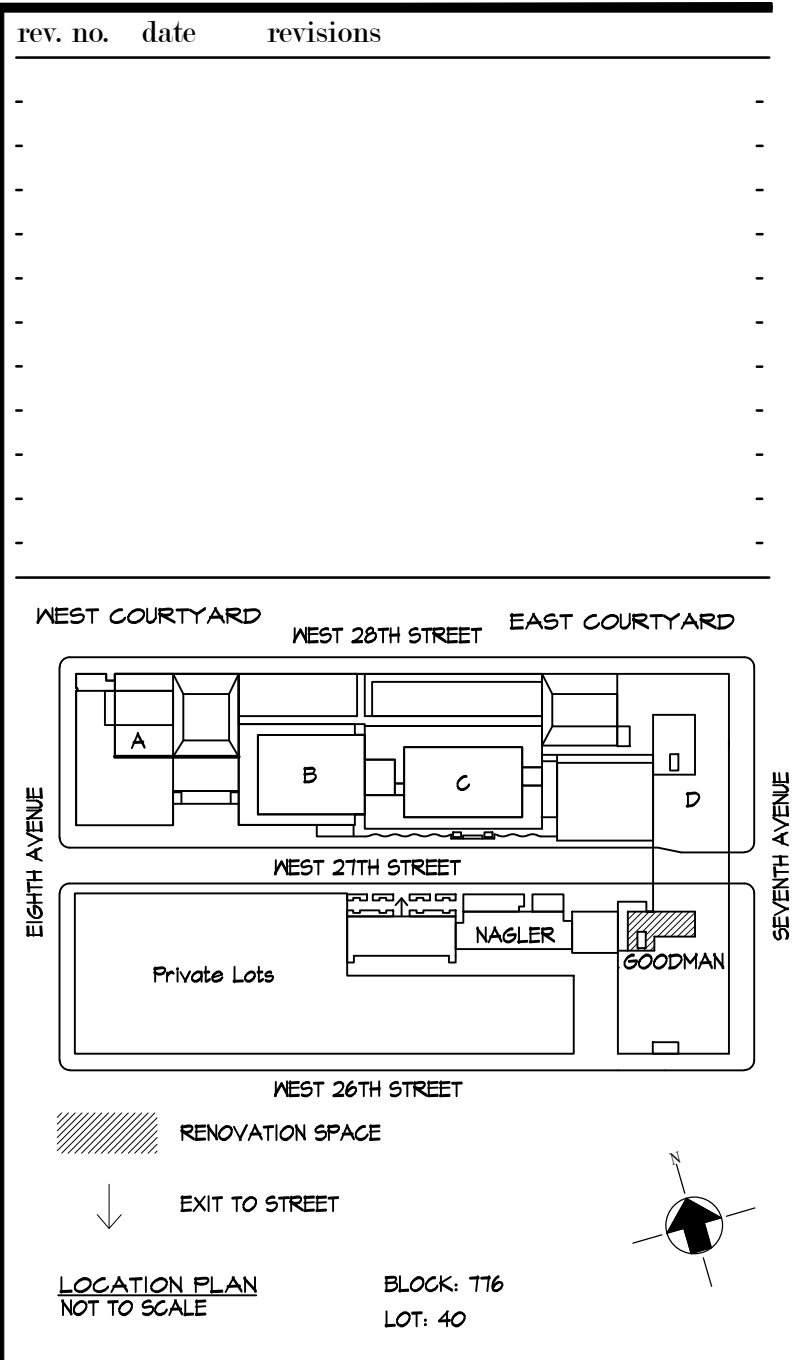 rev. no. date revisions
WEST COURTYARD
EAST COURTYARD
WEST 28TH STREET
A
B
C
D
EIGHTH AVENUE
SEVENTH AVENUE
WEST 27TH STREET
NAGLER
GOODMAN
Private Lots
WEST 26TH STREET
RENOVATION SPACE
N
EXIT TO STREET
LOCATION PLAN
NOT TO SCALE
BLOCK: 776
LOT: 40